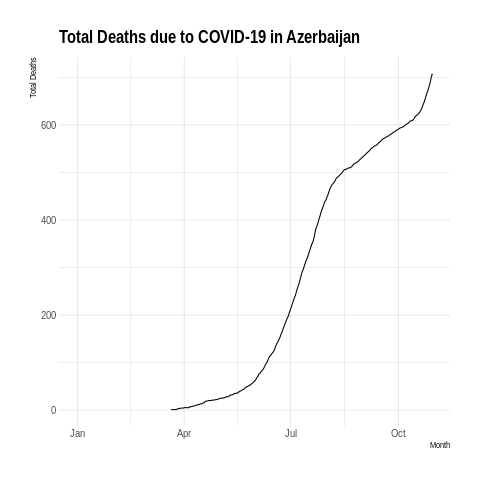 Total Deaths due to COVID-19 in Azerbaijan
Total Deaths
600
400
200
0
Jan Apr Jul Oct
Month